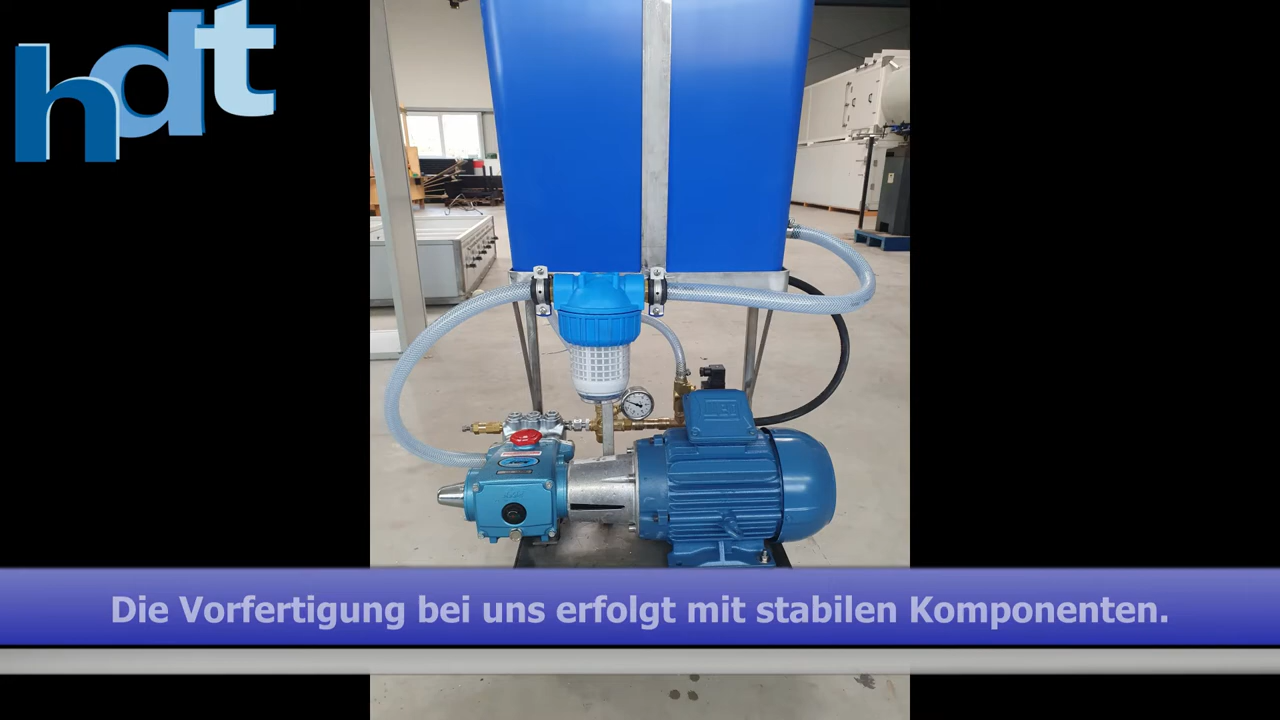 hdt
Die Vorfertigung bei uns erfolgt mit stabilen Komponenten.